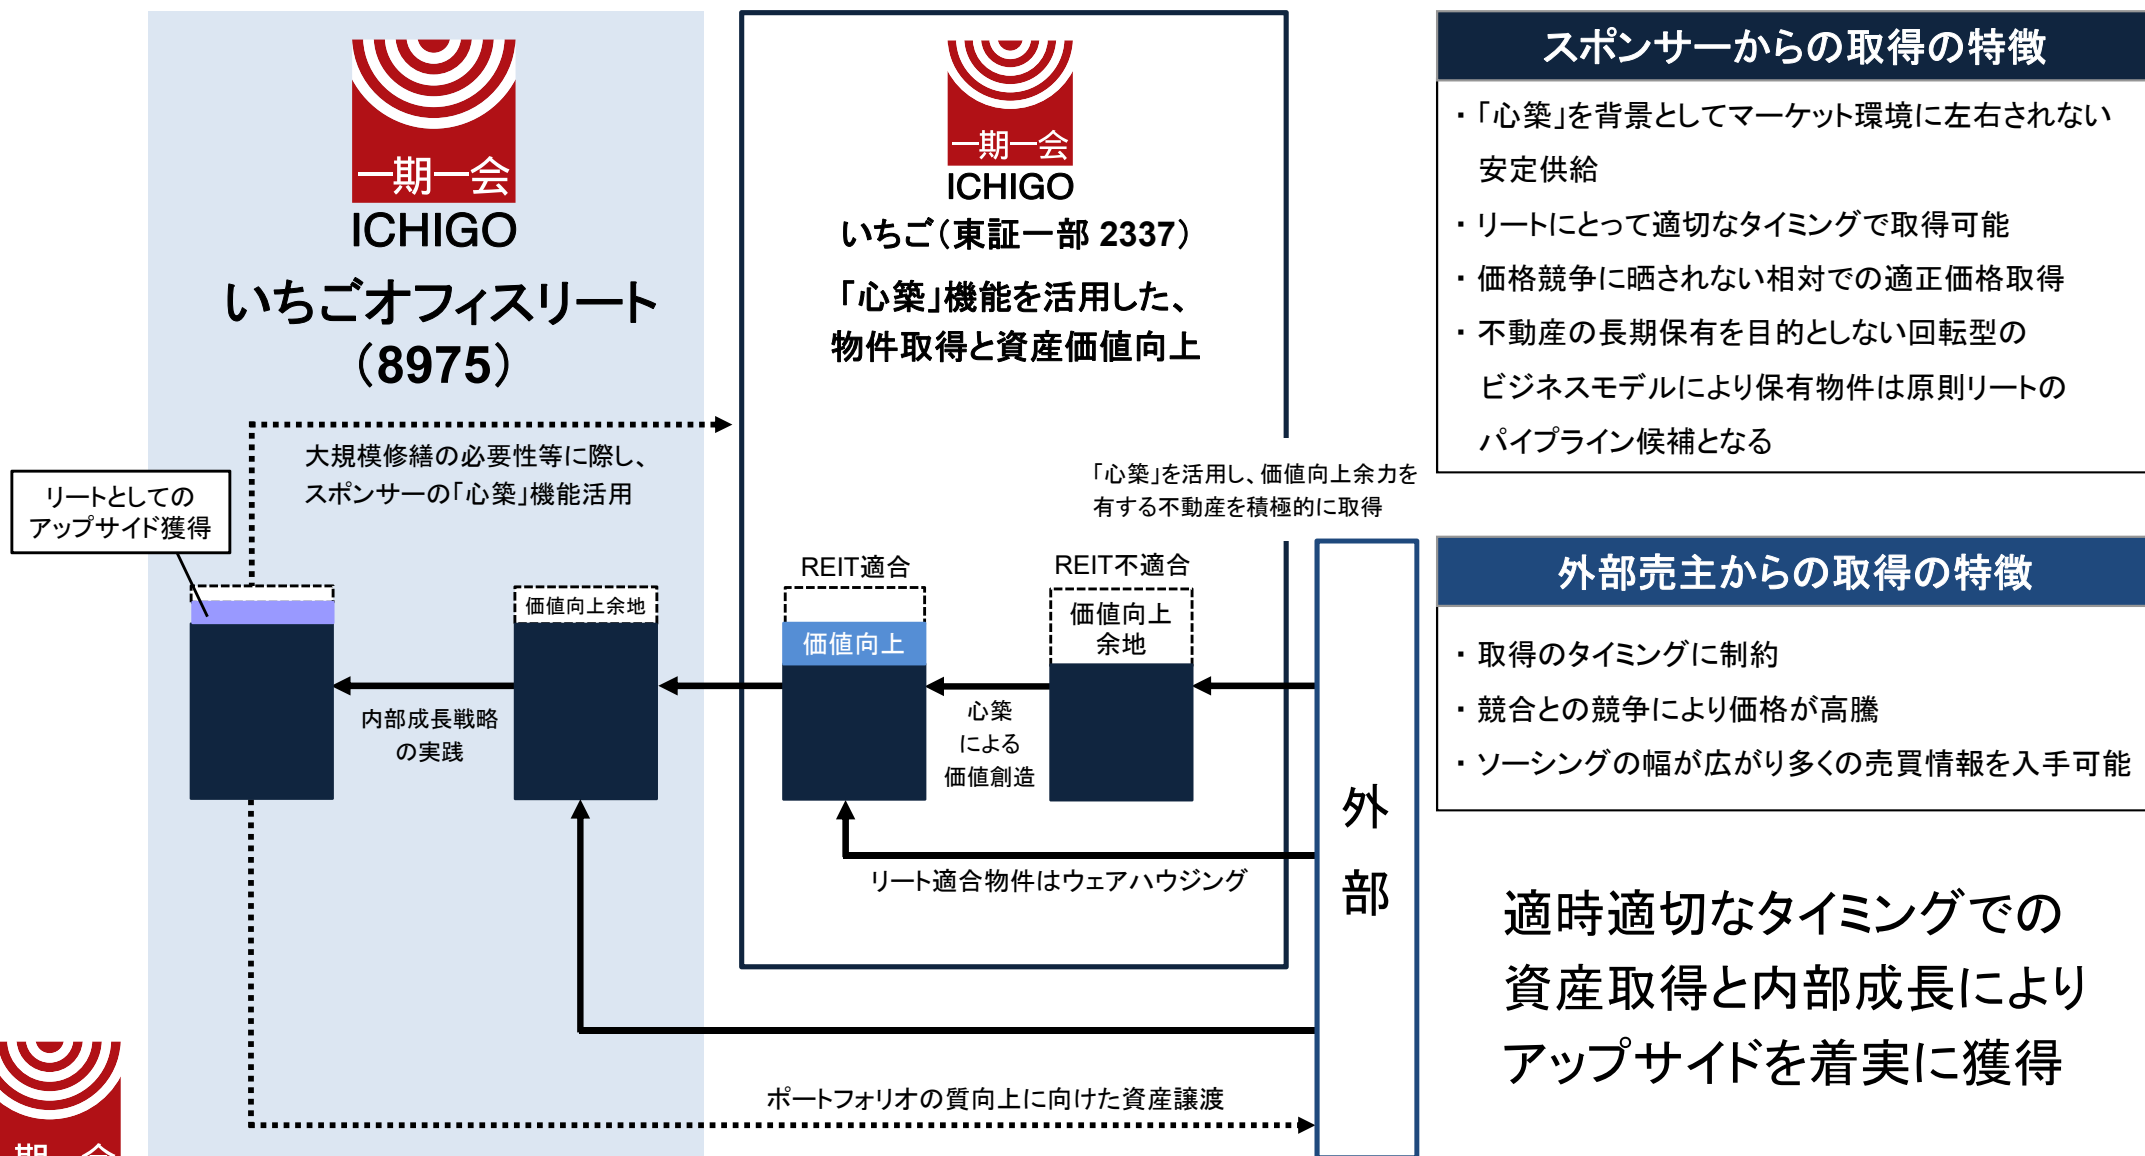 一期一会
ICHIGO
いちごオフィスリート
(8975)
大規模修繕の必要性等に際し、
スポンサーの「心築」機能活用
リートとしての
アップサイド獲得
価値向上余地
内部成長戦略
の実践
一期一会
ICHIGO
いちご(東証一部 2337)
「心築」機能を活用した、
物件取得と資産価値向上
「心築」を活用し、価値向上余力を
有する不動産を積極的に取得
REIT適合
価値向上
REIT不適合
価値向上
余地
心築
による
価値創造
リート適合物件はウェアハウジング
外
部
ポートフォリオの質向上に向けた資産譲渡
スポンサーからの取得の特徴
・「心築」を背景としてマーケット環境に左右されない
安定供給
・リートにとって適切なタイミングで取得可能
・価格競争に晒されない相対での適正価格取得
・不動産の長期保有を目的としない回転型の
ビジネスモデルにより保有物件は原則リートの
パイプライン候補となる
外部売主からの取得の特徴
・取得のタイミングに制約
・競合との競争により価格が高騰
・ソーシングの幅が広がり多くの売買情報を入手可能
適時適切なタイミングでの
資産取得と内部成長により
アップサイドを着実に獲得